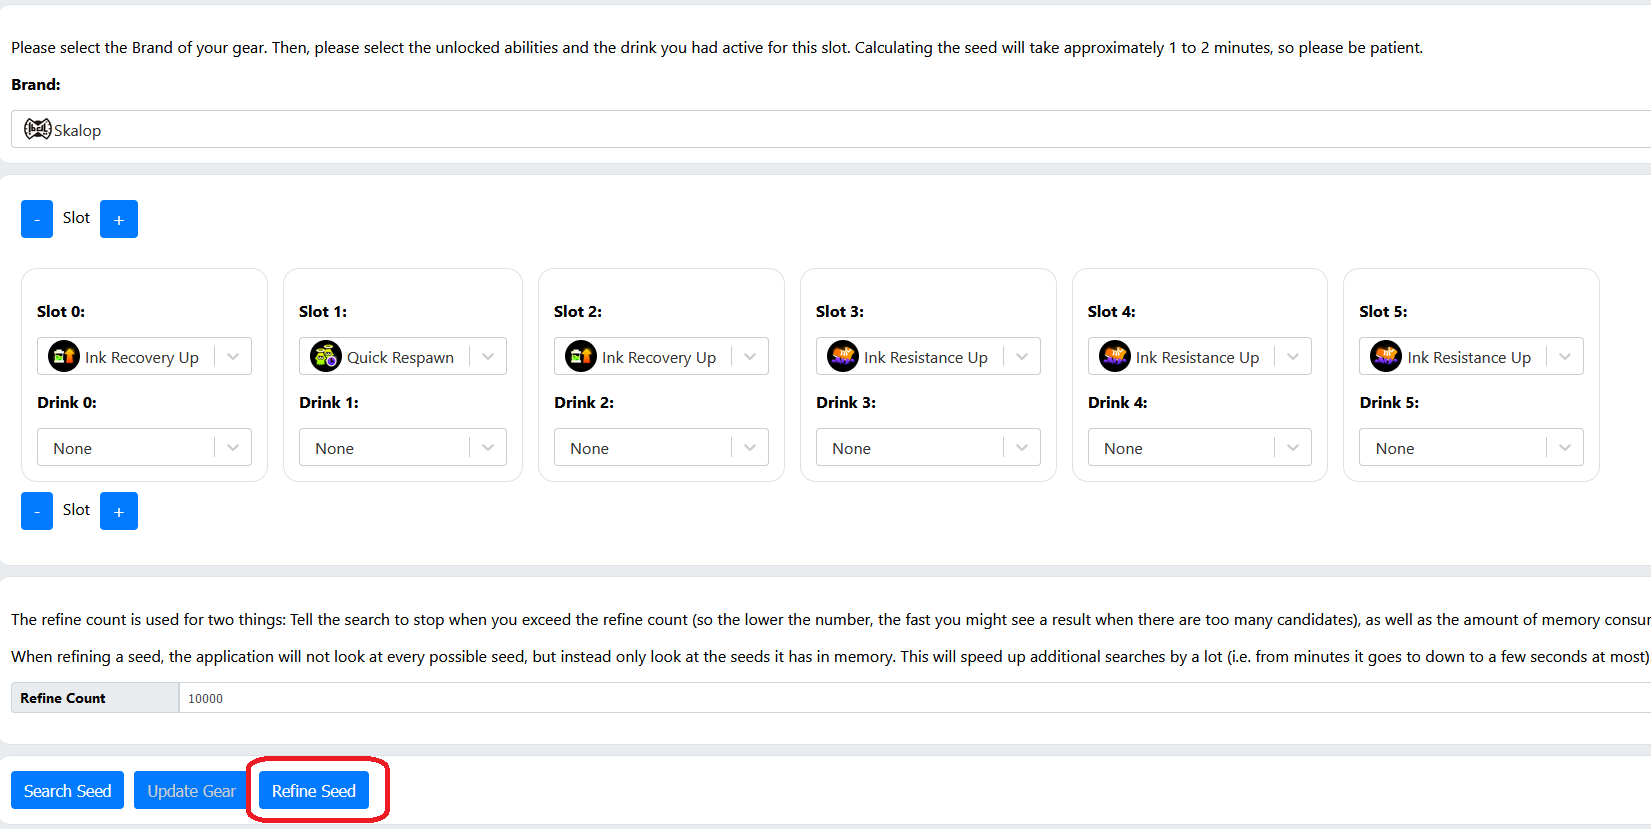 Please select the Brand of your gear. Then, please select the unlocked abilities and the drink you had active for this slot. Calculating the seed will take approximately 1 to 2 minutes, so please be patient.
Brand:
Skalop
- Slot +
Slot 0: Slot 1: Slot 2: Slot 3: Slot 4: Slot 5:
Ink Recovery Up Quick Respawn Ink Recovery Up Ink Resistance Up Ink Resistance Up Ink Resistance Up
Drink 0: Drink 1: Drink 2: Drink 3: Drink 4: Drink 5:
None None None None None None
- Slot +
The refine count is used for two things: Tell the search to stop when you exceed the refine count (so the lower the number, the fast you might see a result when there are too many candidates), as well as the amount of memory consu
When refining a seed, the application will not look at every possible seed, but instead only look at the seeds it has in memory. This will speed up additional searches by a lot (i.e. from minutes it goes to down to a few seconds at most)
Refine Count 10000
Search Seed Update Gear Refine Seed